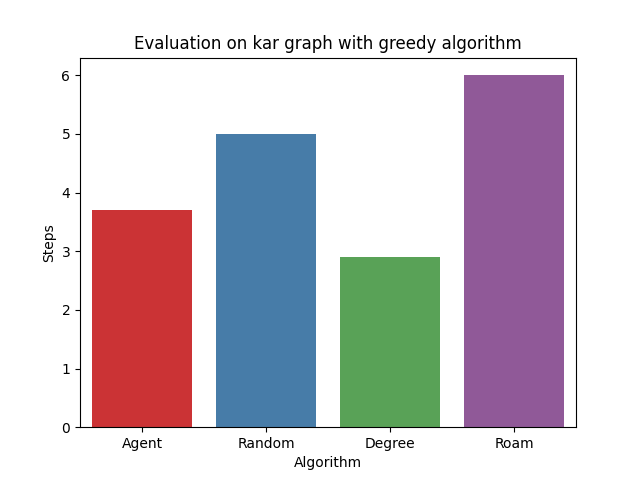 Evaluation on kar graph with greedy algorithm
6
5
4
3
2
1
0
Steps
Agent Random Degree Roam
Algorithm